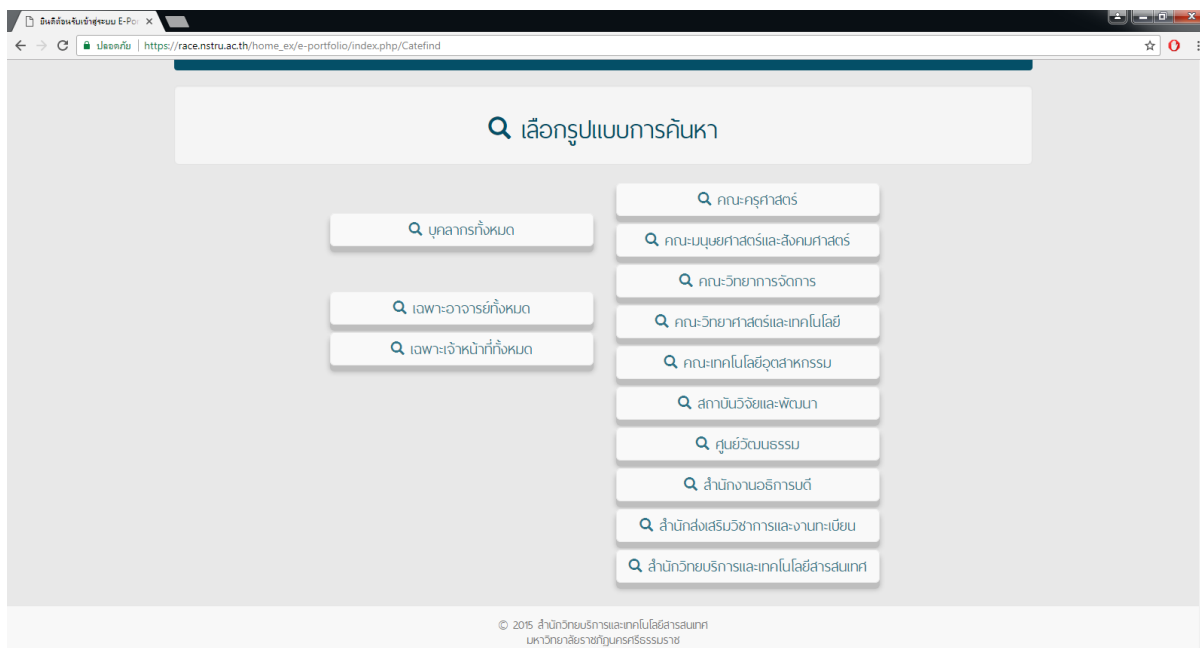 ยินดีต้อนรับเข้าสู่ระบบ E-Por
ปลอดภัย https://race.nstru.ac.th/home_ex/e-portfolio/index.php/Catefind
เลือกรูปแบบการค้นหา
บุคลากรทั้งหมด
เฉพาะอาจารย์ทั้งหมด
เฉพาะเจ้าหน้าที่ทั้งหมด
คณะครุศาสตร์
คณะมนุษยศาสตร์และสังคมศาสตร์
คณะวิทยาการจัดการ
คณะวิทยาศาสตร์และเทคโนโลยี
คณะเทคโนโลยีอุตสาหกรรม
สถาบันวิจัยและพัฒนา
ศูนย์วัฒนธรรม
สำนักงานอธิการบดี
สำนักส่งเสริมวิชาการและงานทะเบียน
สำนักวิทยบริการและเทคโนโลยีสารสนเทศ
© 2015 สำนักวิทยบริการและเทคโนโลยีสารสนเทศ
มหาวิทาลัยราชภัฏนครศรีธรรมราช